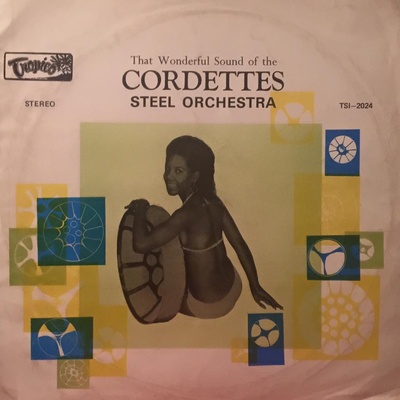 Tropico
That Wonderful Sound of the
CORDETTES
STEREO
STEEL ORCHESTRA
TSI-2024